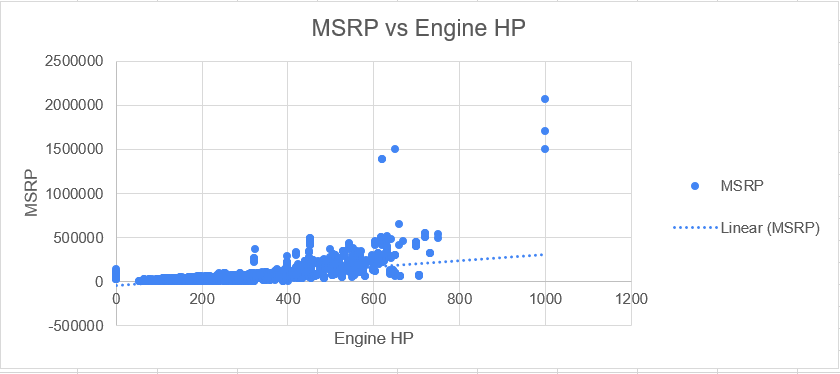 MSRP vs Engine HP
2500000
2000000
1500000
1000000
500000
0
-500000
MSRP
0 200 400 600 800 1000 1200
Engine HP
MSRP
Linear (MSRP)